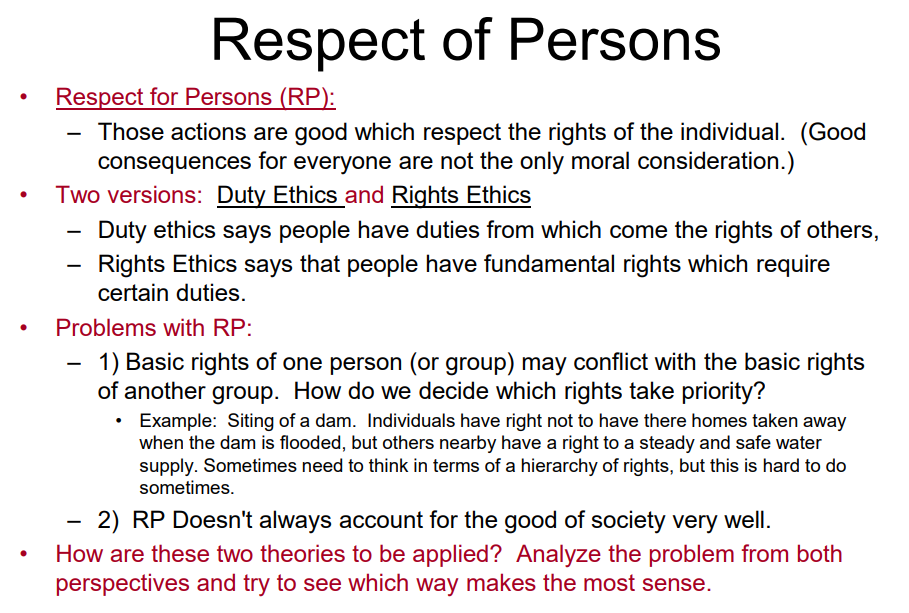 Respect of Persons
• Respect for Persons (RP):
– Those actions are good which respect the rights of the individual.  (Good
consequences for everyone are not the only moral consideration.)
• Two versions:  Duty Ethics and Rights Ethics
– Duty ethics says people have duties from which come the rights of others,
– Rights Ethics says that people have fundamental rights which require
certain duties.
• Problems with RP:
– 1) Basic rights of one person (or group) may conflict with the basic rights
of another group.  How do we decide which rights take priority?
• Example:  Siting of a dam.  Individuals have right not to have there homes taken away
when the dam is flooded, but others nearby have a right to a steady and safe water
supply. Sometimes need to think in terms of a hierarchy of rights, but this is hard to do
sometimes.
– 2)  RP Doesn't always account for the good of society very well.
• How are these two theories to be applied?  Analyze the problem from both
perspectives and try to see which way makes the most sense.